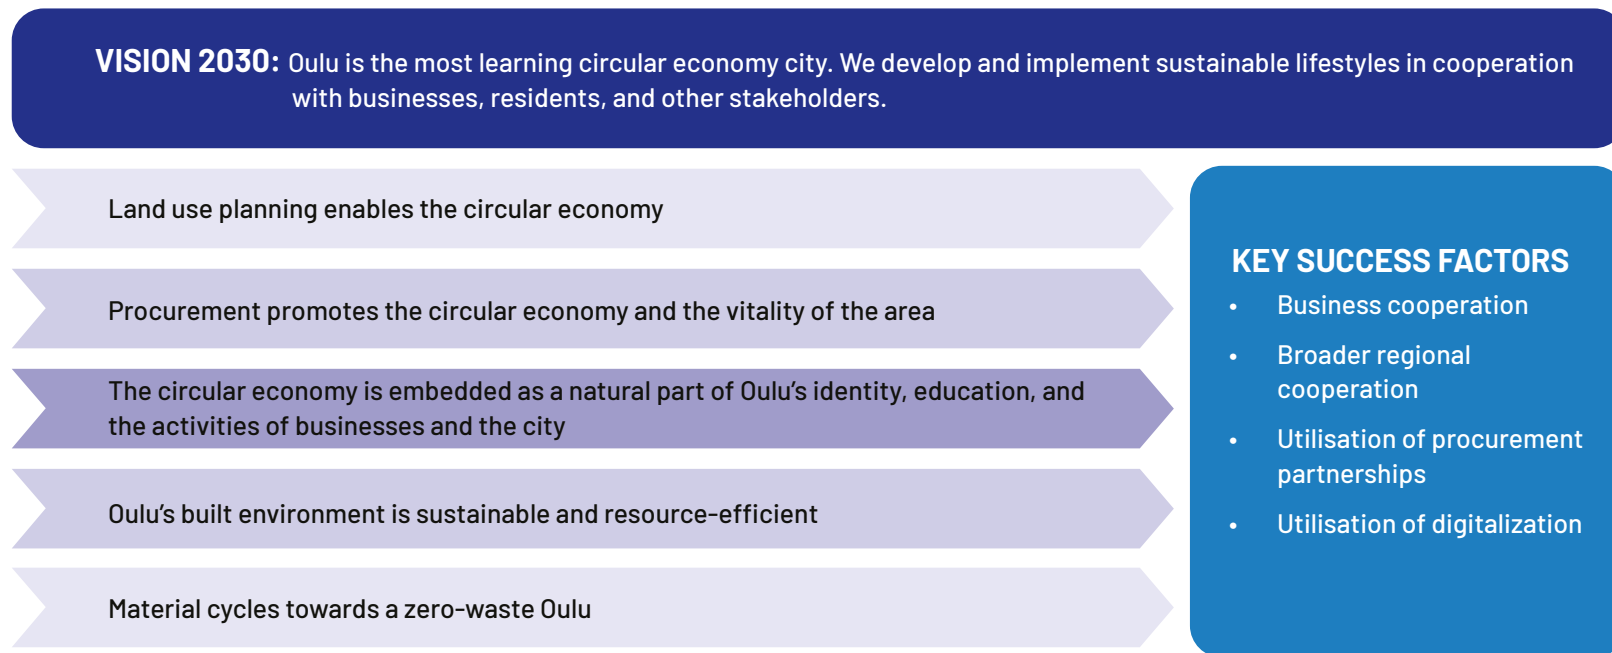 VISION 2030: Oulu is the most learning circular economy city. We develop and implement sustainable lifestyles in cooperation
with businesses, residents, and other stakeholders.
Land use planning enables the circular economy
Procurement promotes the circular economy and the vitality of the area
The circular economy is embedded as a natural part of Oulu's identity, education, and
the activities of businesses and the city
Oulu's built environment is sustainable and resource-efficient
Material cycles towards a zero-waste Oulu
KEY SUCCESS FACTORS
• Business cooperation
• Broader regional
cooperation
• Utilisation of procurement
partnerships
• Utilisation of digitalization